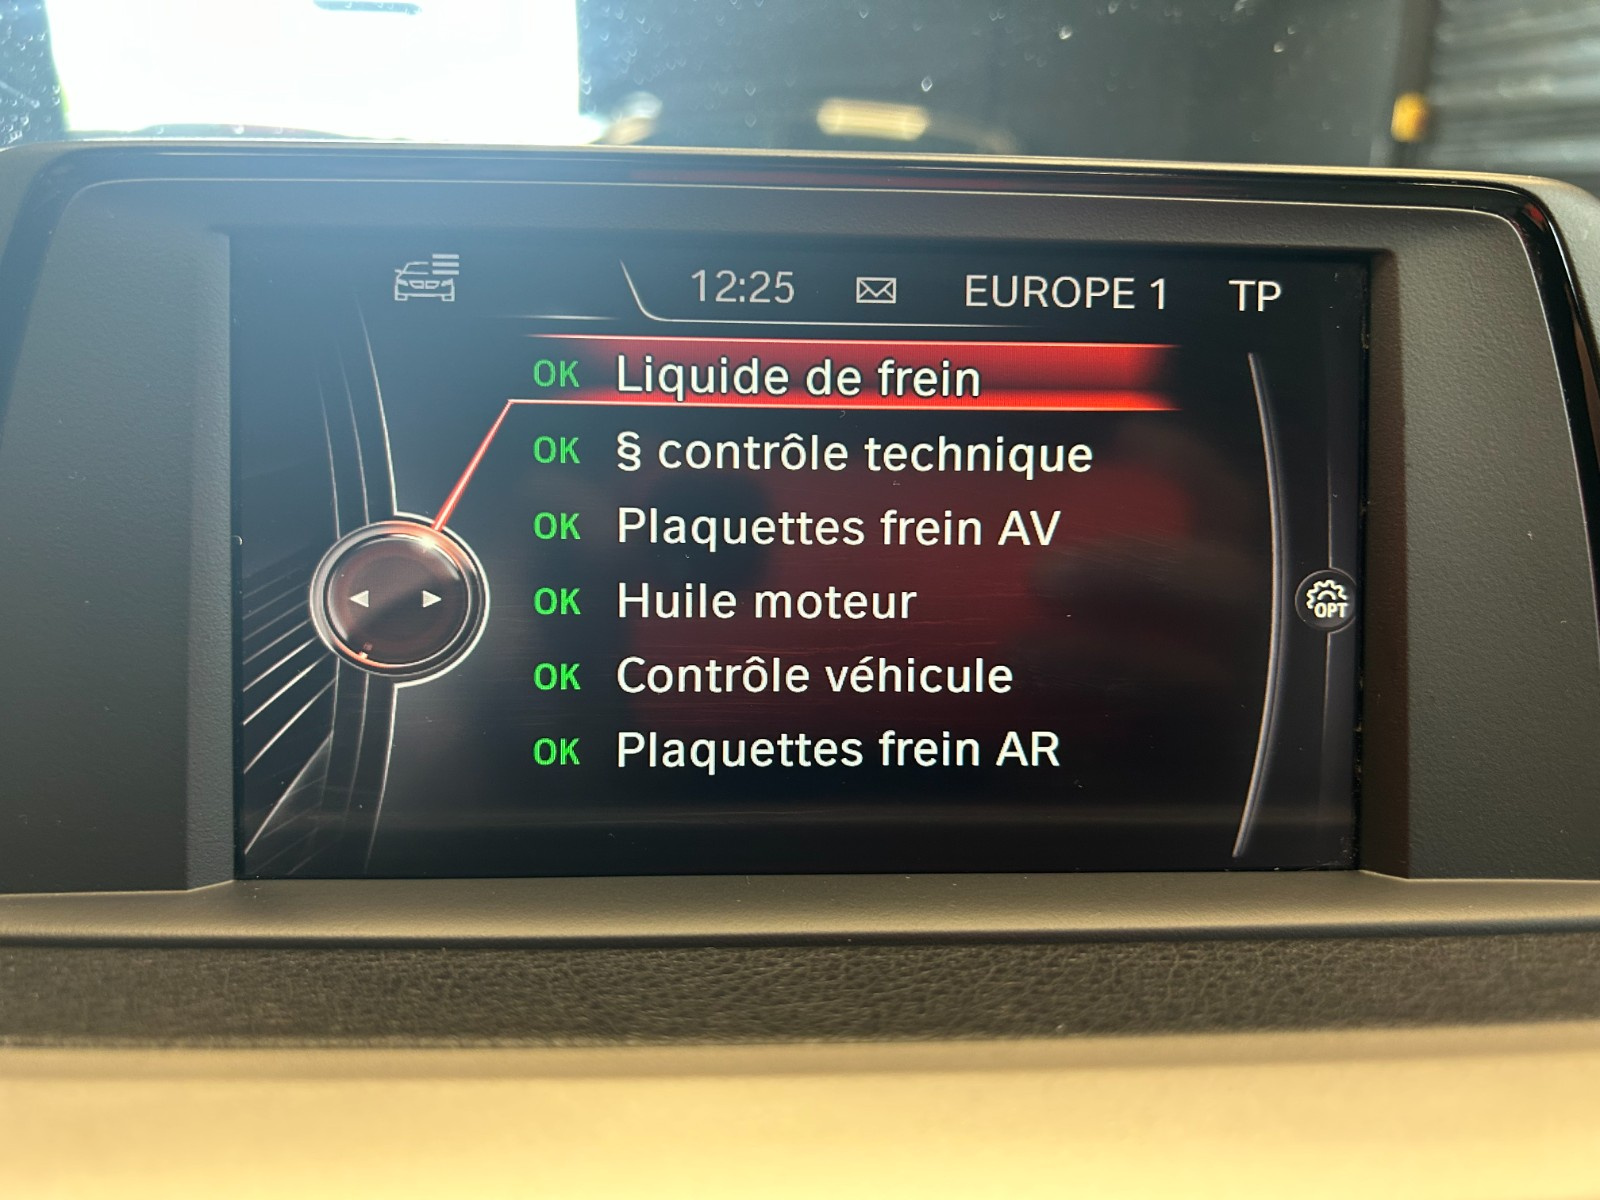 12:25 EUROPE 1 TP
OK Liquide de frein
OK § contrôle technique
OK Plaquettes frein AV
OK Huile moteur
OK Contrôle véhicule
OK Plaquettes frein AR
OPT